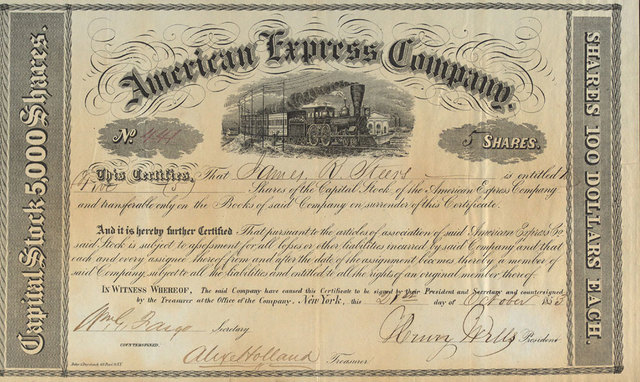 American Express Company.
Capital Stock 5,000 Shares.
SHARES 100 DOLLARS EACH.
No.
5 SHARES.
This Certifies, That James
is entitled to
Five Shares of the Capital Stock of the American Express Company
and transferable only on the Books of said Company on surrender of this Certificate.
And it is hereby further Certified That pursuant to the articles of association of said American Express Co
said Stock is subject to assessment for all losses or other liabilities incurred by said Company and that
each and every assignee thereof from and after the date of the assignment becomes thereby a member of
said Company, subject to all the liabilities and entitled to all the rights of an original member thereof.
IN WITNESS WHEREOF, The said Company have caused this Certificate to be signed by their President and Secretary and countersigned
by the Treasurer at the Office of the Company. New York, this day of October
Wm G. Fargo Secretary
Henry Wells President
COUNTERSIGNED.
Alex Holland Treasurer.